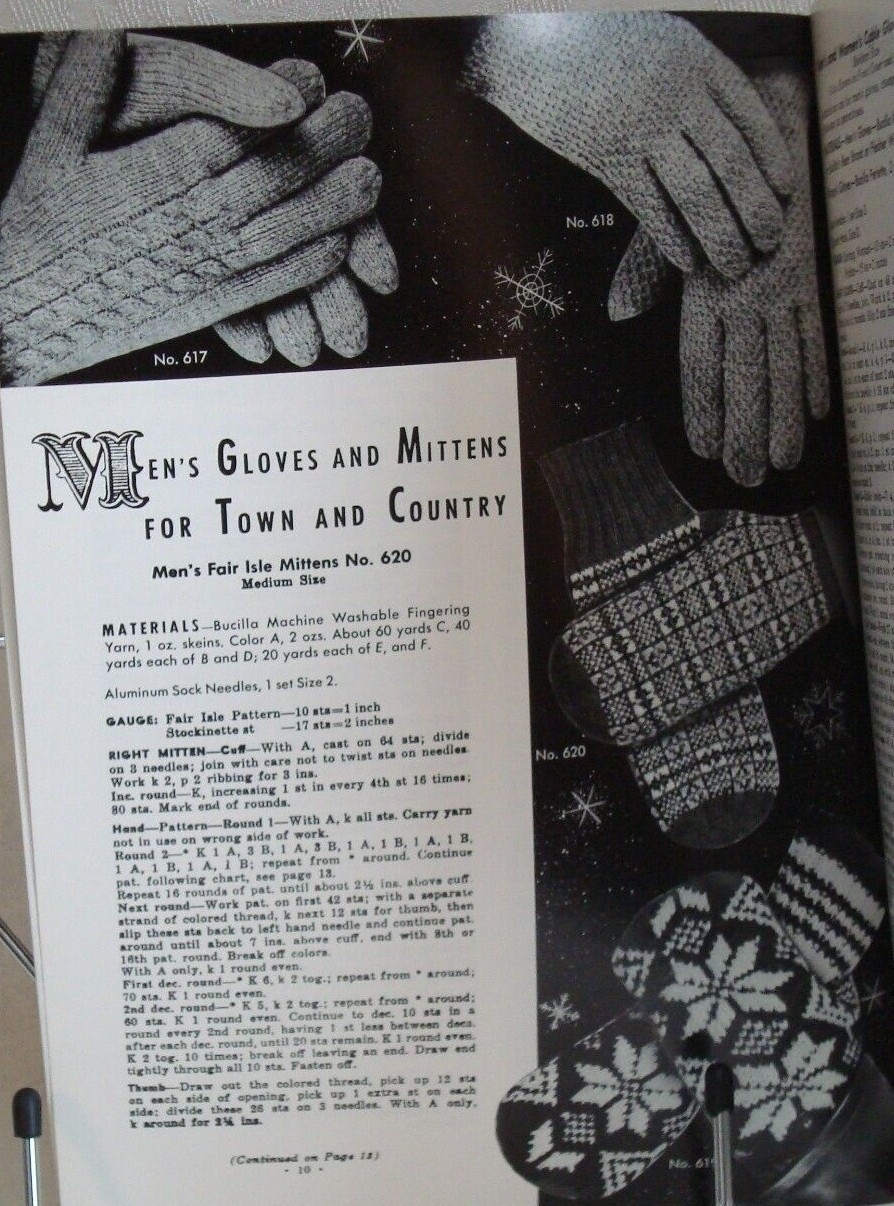 No. 617
No. 618
MEN'S GLOVES AND MITTENS
FOR TOWN AND COUNTRY
Men's Fair Isle Mittens No. 620
Medium Size
MATERIALS—Bucilla Machine Washable Fingering
Yarn, 1 oz. skeins. Color A, 2 ozs. About 60 yards C, 40
yards each of B and D; 20 yards each of E, and F.
Aluminum Sock Needles, 1 set Size 2.
GAUGE: Fair Isle Pattern—10 sts=1 inch
Stockinette st —17 sts=2 inches
RIGHT MITTEN—Cuff—With A, cast on 64 sts; divide
on 3 needles; join with care not to twist sts on needles.
Work k 2, p 2 ribbing for 3 ins.
Inc. round—K, increasing 1 st in every 4th st 16 times;
80 sts. Mark end of rounds.
Hand—Pattern—Round 1—With A, k all sts. Carry yarn
not in use on wrong side of work.
Round 2—* K 1 A, 3 B, 1 A, 3 B, 1 A, 1 B, 1 A, 1 B,
1 A, 1 B, 1 A, 1 B; repeat from * around. Continue
pat. following chart, see page 13.
Repeat 16 rounds of pat. until about 2½ ins. above cuff.
Next round—Work pat. on first 42 sts; with a separate
strand of colored thread, k next 12 sts for thumb, then
slip these sts back to left hand needle and continue pat.
around until about 7 ins. above cuff, end with 8th or
16th pat. round. Break off colors.
With A only, k 1 round even.
First dec. round—* K 6, k 2 tog.; repeat from * around;
70 sts. K 1 round even.
2nd dec. round—* K 5, k 2 tog.; repeat from * around;
60 sts. K 1 round even. Continue to dec. 10 sts in a
round every 2nd round, having 1 st less between decs.
after each dec. round, until 20 sts remain. K 1 round even.
K 2 tog. 10 times; break off leaving an end. Draw end
tightly through all 10 sts. Fasten off.
Thumb—Draw out the colored thread, pick up 12 sts
on each side of opening, pick up 1 extra st on each
side; divide these 26 sts on 3 needles. With A only,
k around for 2¼ ins.
(Continued on Page 12)
- 10 -
No. 620
No. 619